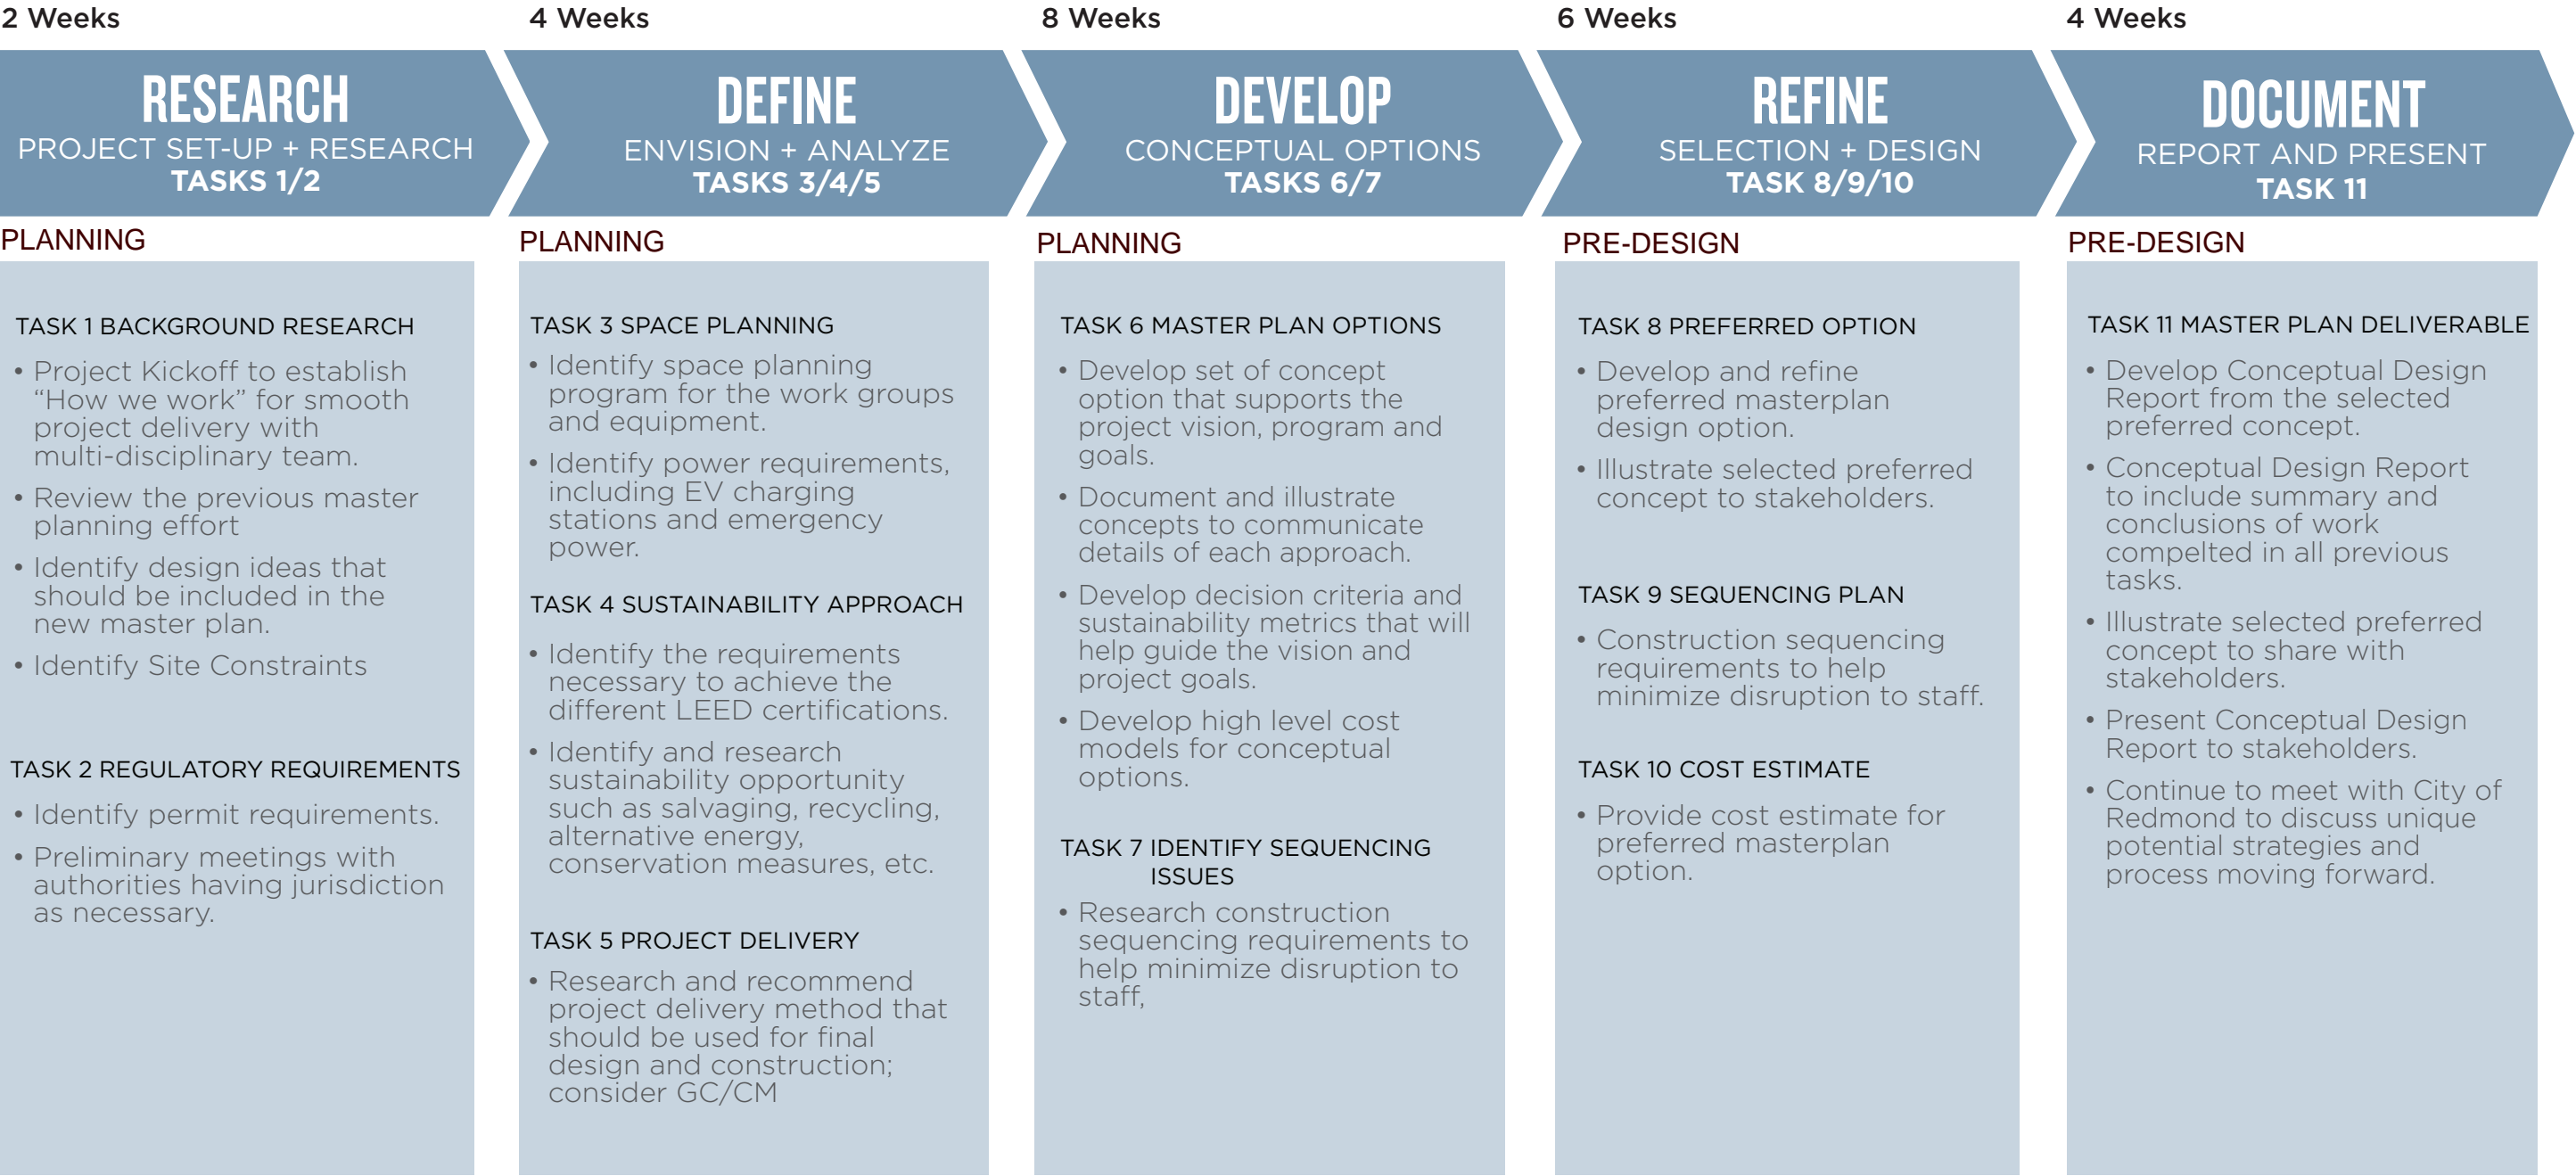 2 Weeks
RESEARCH
PROJECT SET-UP + RESEARCH
TASKS 1/2
PLANNING
TASK 1 BACKGROUND RESEARCH
• Project Kickoff to establish
“How we work” for smooth
project delivery with
multi-disciplinary team.
• Review the previous master
planning effort
• Identify design ideas that
should be included in the
new master plan.
• Identify Site Constraints
TASK 2 REGULATORY REQUIREMENTS
• Identify permit requirements.
• Preliminary meetings with
authorities having jurisdiction
as necessary.
4 Weeks
DEFINE
ENVISION + ANALYZE
TASKS 3/4/5
PLANNING
TASK 3 SPACE PLANNING
• Identify space planning
program for the work groups
and equipment.
• Identify power requirements,
including EV charging
stations and emergency
power.
TASK 4 SUSTAINABILITY APPROACH
• Identify the requirements
necessary to achieve the
different LEED certifications.
• Identify and research
sustainability opportunity
such as salvaging, recycling,
alternative energy,
conservation measures, etc.
TASK 5 PROJECT DELIVERY
• Research and recommend
project delivery method that
should be used for final
design and construction;
consider GC/CM
8 Weeks
DEVELOP
CONCEPTUAL OPTIONS
TASKS 6/7
PLANNING
TASK 6 MASTER PLAN OPTIONS
• Develop set of concept
option that supports the
project vision, program and
goals.
• Document and illustrate
concepts to communicate
details of each approach.
• Develop decision criteria and
sustainability metrics that will
help guide the vision and
project goals.
• Develop high level cost
models for conceptual
options.
TASK 7 IDENTIFY SEQUENCING
ISSUES
• Research construction
sequencing requirements to
help minimize disruption to
staff,
6 Weeks
REFINE
SELECTION + DESIGN
TASK 8/9/10
PRE-DESIGN
TASK 8 PREFERRED OPTION
• Develop and refine
preferred masterplan
design option.
• Illustrate selected preferred
concept to stakeholders.
TASK 9 SEQUENCING PLAN
• Construction sequencing
requirements to help
minimize disruption to staff.
TASK 10 COST ESTIMATE
• Provide cost estimate for
preferred masterplan
option.
4 Weeks
DOCUMENT
REPORT AND PRESENT
TASK 11
PRE-DESIGN
TASK 11 MASTER PLAN DELIVERABLE
• Develop Conceptual Design
Report from the selected
preferred concept.
• Conceptual Design Report
to include summary and
conclusions of work
compelted in all previous
tasks.
• Illustrate selected preferred
concept to share with
stakeholders.
• Present Conceptual Design
Report to stakeholders.
• Continue to meet with City of
Redmond to discuss unique
potential strategies and
process moving forward.